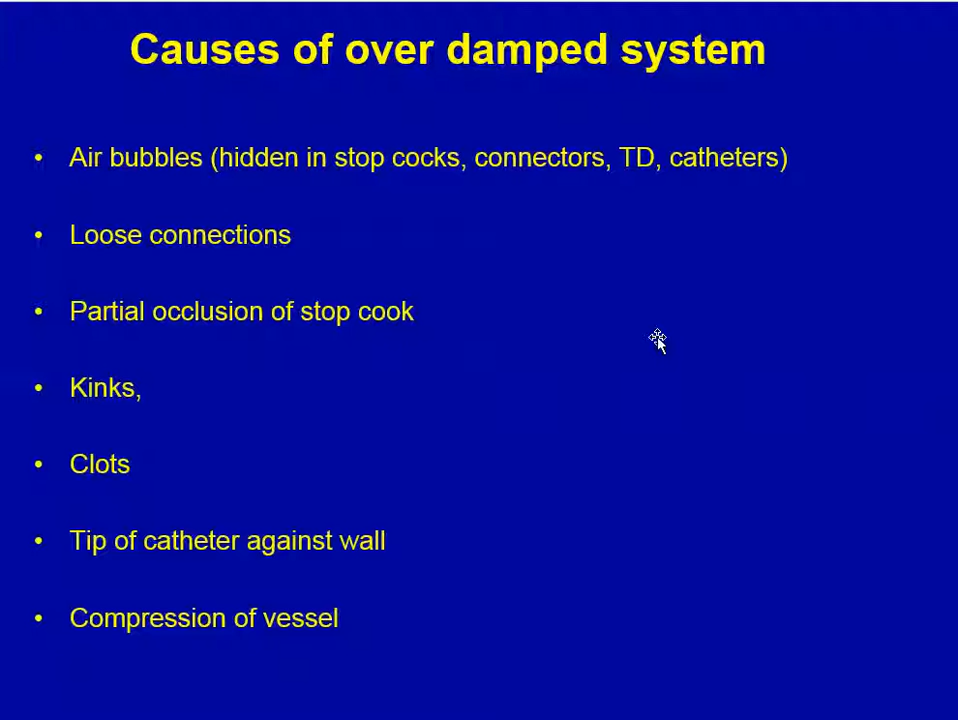 Causes of over damped system
• Air bubbles (hidden in stop cocks, connectors, TD, catheters)
• Loose connections
• Partial occlusion of stop cook
• Kinks,
• Clots
• Tip of catheter against wall
• Compression of vessel